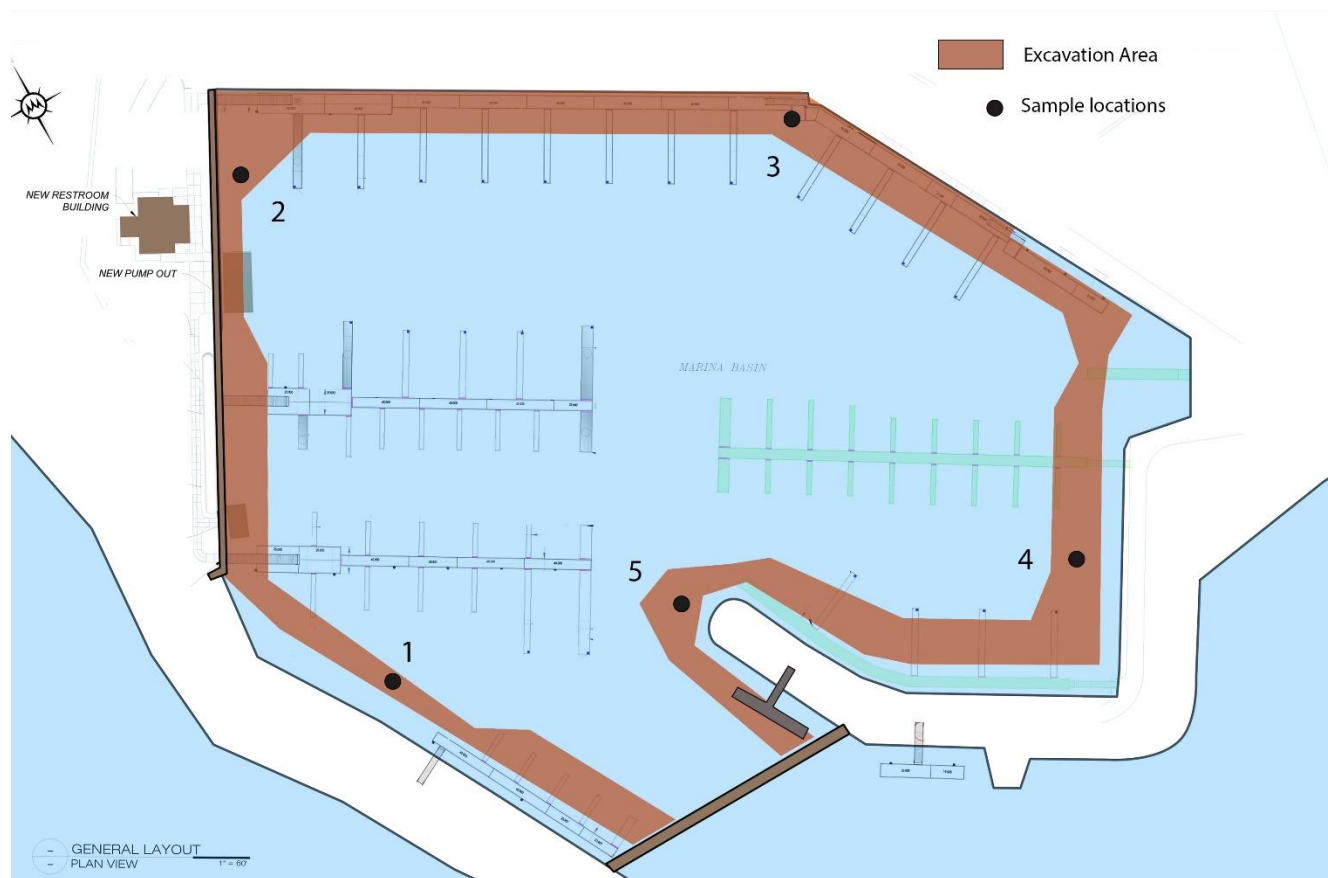 Excavation Area
Sample locations
3
NEW RESTROOM
BUILDING
2
NEW PUMP OUT
MARINA BASIN
5
4
1
GENERAL LAYOUT
PLAN VIEW
1" = 60'